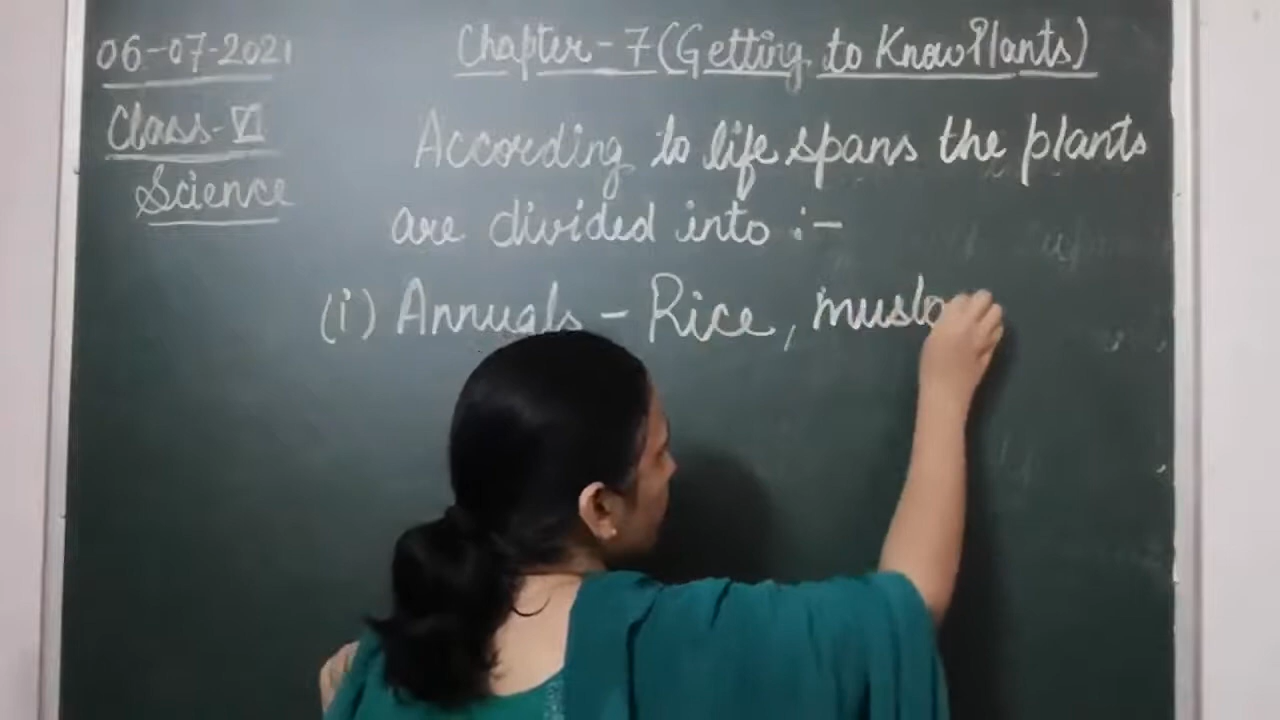 06-07-2021
Class-VI
Science
Chapter-7(Getting to Know Plants)
According to life spans the plants
are divided into :-
(i) Annuals - Rice,